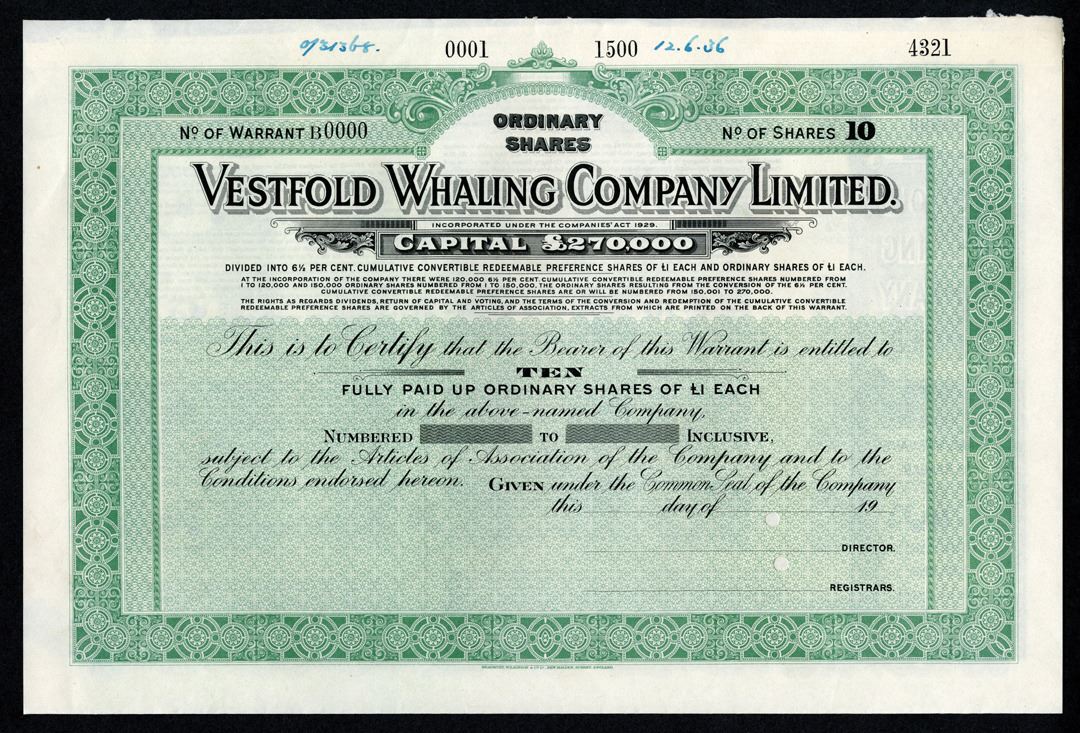 0/31368.
0001
1500
12.6.36
4321
Nº OF WARRANT B0000
ORDINARY
SHARES
Nº OF SHARES 10
VESTFOLD WHALING COMPANY LIMITED.
INCORPORATED UNDER THE COMPANIES' ACT 1929.
CAPITAL £270,000
DIVIDED INTO 6½ PER CENT. CUMULATIVE CONVERTIBLE REDEEMABLE PREFERENCE SHARES OF £1 EACH AND ORDINARY SHARES OF £1 EACH.
AT THE INCORPORATION OF THE COMPANY THERE WERE 120,000 6½ PER CENT. CUMULATIVE CONVERTIBLE REDEEMABLE PREFERENCE SHARES NUMBERED FROM
1 TO 120,000 AND 150,000 ORDINARY SHARES NUMBERED FROM 1 TO 150,000. THE ORDINARY SHARES RESULTING FROM THE CONVERSION OF THE 6½ PER CENT.
CUMULATIVE CONVERTIBLE REDEEMABLE PREFERENCE SHARES ARE OR WILL BE NUMBERED FROM 150,001 TO 270,000.
THE RIGHTS AS REGARDS DIVIDENDS, RETURN OF CAPITAL AND VOTING, AND THE TERMS OF THE CONVERSION AND REDEMPTION OF THE CUMULATIVE CONVERTIBLE
REDEEMABLE PREFERENCE SHARES ARE GOVERNED BY THE ARTICLES OF ASSOCIATION, EXTRACTS FROM WHICH ARE PRINTED ON THE BACK OF THIS WARRANT.
This is to Certify that the Bearer of this Warrant is entitled to
TEN
FULLY PAID UP ORDINARY SHARES OF £1 EACH
in the above-named Company,
NUMBERED TO INCLUSIVE,
subject to the Articles of Association of the Company and to the
Conditions endorsed hereon. GIVEN under the Common Seal of the Company
this day of 19
DIRECTOR.
REGISTRARS.
BRADBURY, WILKINSON & Cº Lº, NEW MALDEN, SURREY, ENGLAND.